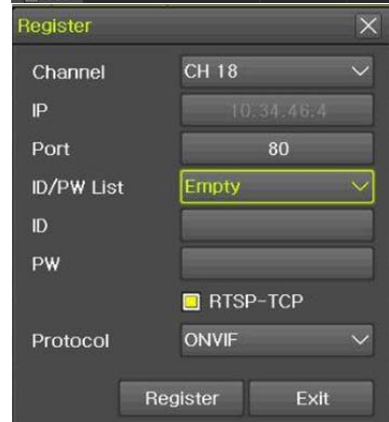 Register
Channel CH 18
IP 10.34.46.4
Port 80
ID/PW List Empty
ID
PW
RTSP-TCP
Protocol ONVIF
Register Exit